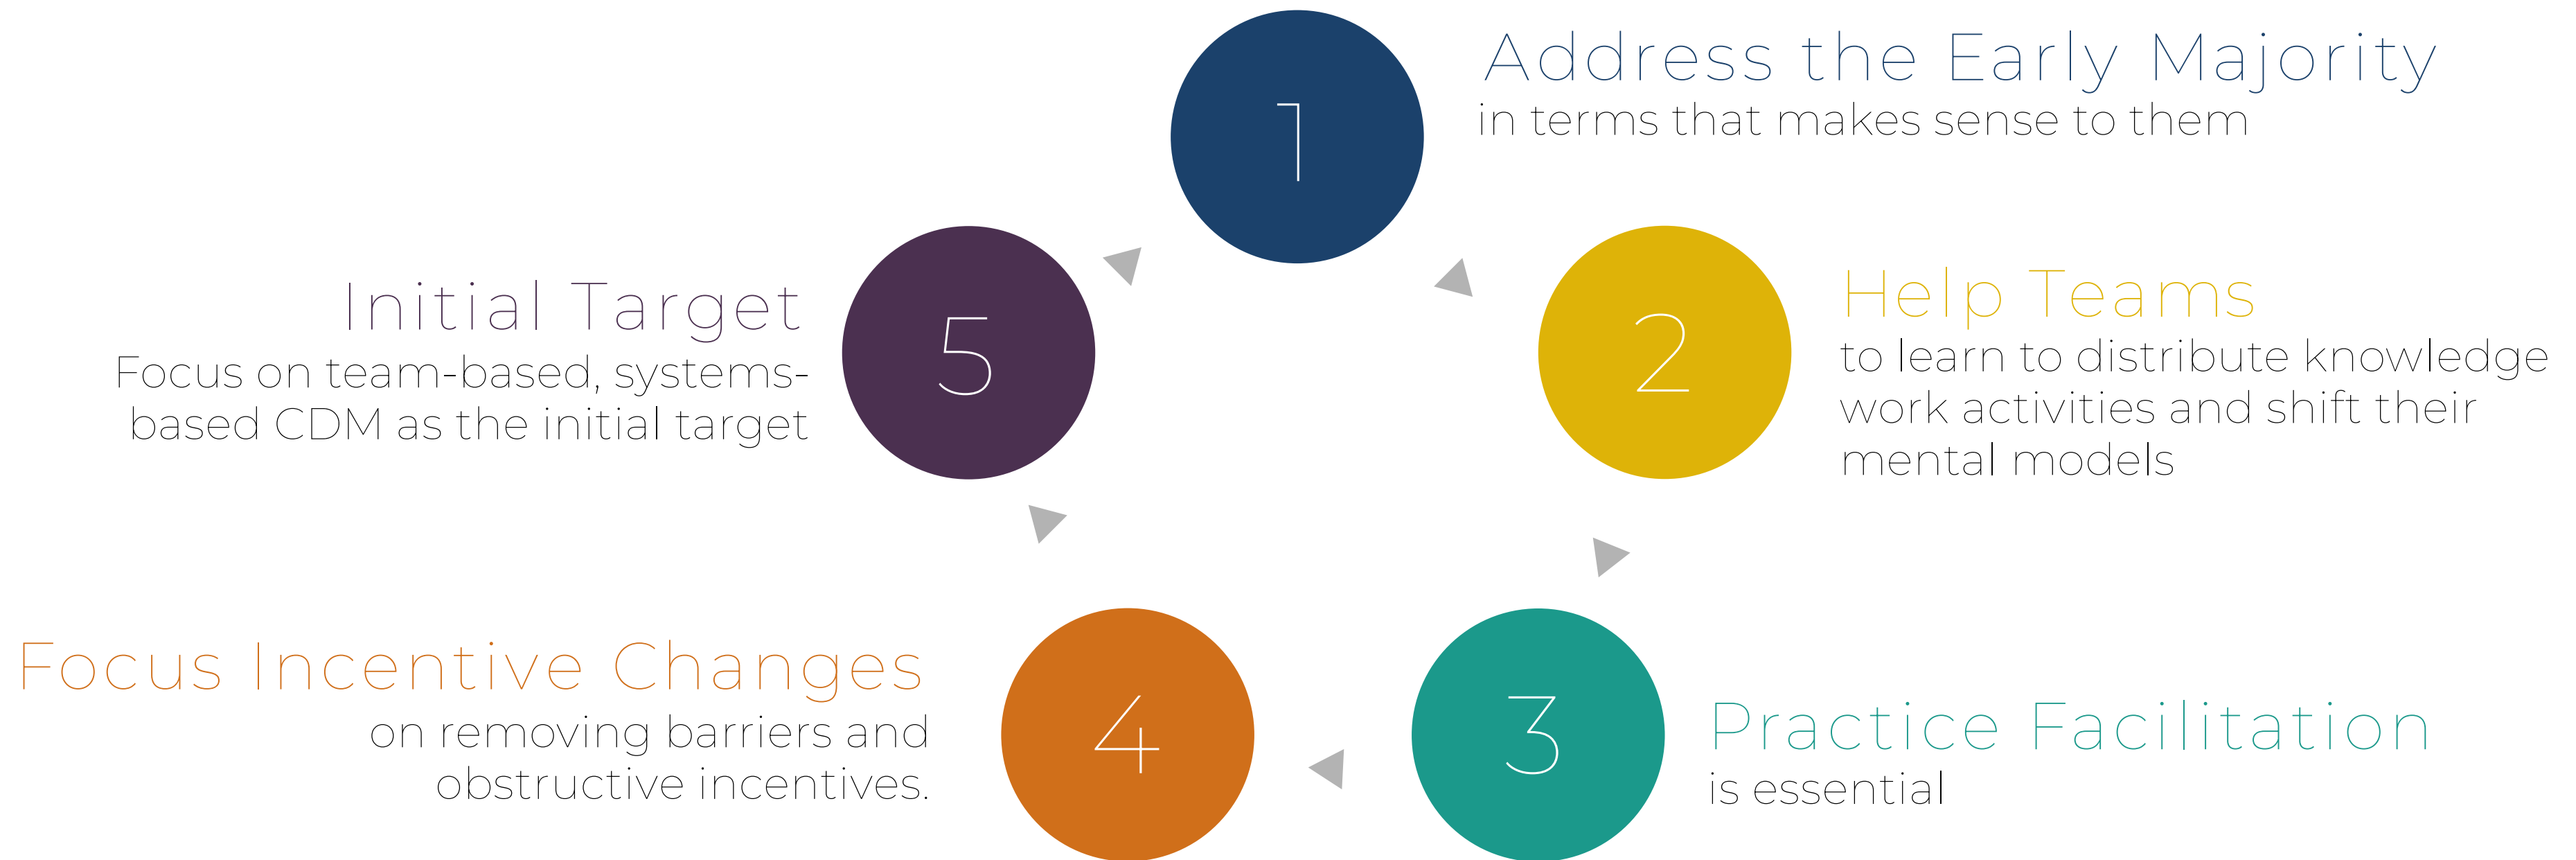 1
Address the Early Majority
in terms that makes sense to them
2
Help Teams
to learn to distribute knowledge
work activities and shift their
mental models
3
Practice Facilitation
is essential
4
Focus Incentive Changes
on removing barriers and
obstructive incentives.
5
Initial Target
Focus on team-based, systems-
based CDM as the initial target